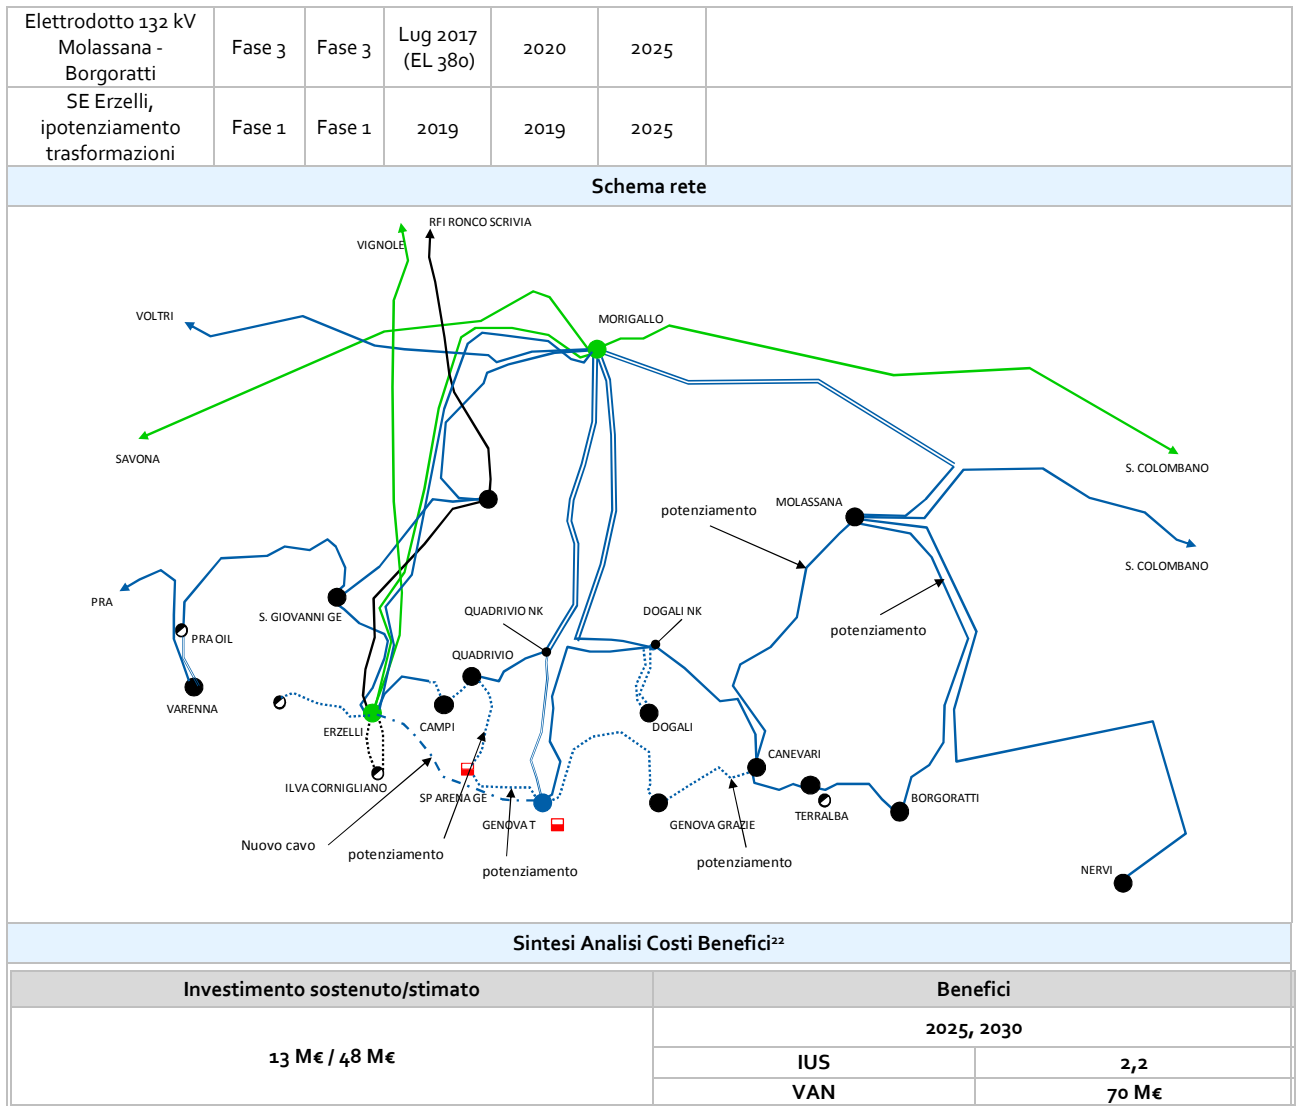 Elettrodotto 132 kV
Molassana -
Borgoratti
Fase 3
Fase 3
Lug 2017
(EL 380)
2020
2025
SE Erzelli,
ipotenziamento
trasformazioni
Fase 1
Fase 1
2019
2019
2025
Schema rete
RFI RONCO SCRIVIA
VIGNOLE
VOLTRI
MORIGALLO
SAVONA
S. COLOMBANO
MOLASSANA
potenziamento
S. COLOMBANO
PRA
S. GIOVANNI GE
QUADRIVIO NK
DOGALI NK
potenziamento
PRA OIL
QUADRIVIO
VARENNA
ERZELLI
CAMPI
DOGALI
CANEVARI
ILVA CORNIGLIANO
SP ARENA GE
GENOVA T
GENOVA GRAZIE
TERRALBA
BORGORATTI
Nuovo cavo
potenziamento
potenziamento
potenziamento
NERVI
Sintesi Analisi Costi Benefici²²
Investimento sostenuto/stimato
Benefici
13 M€ / 48 M€
2025, 2030
IUS
2,2
VAN
70 M€